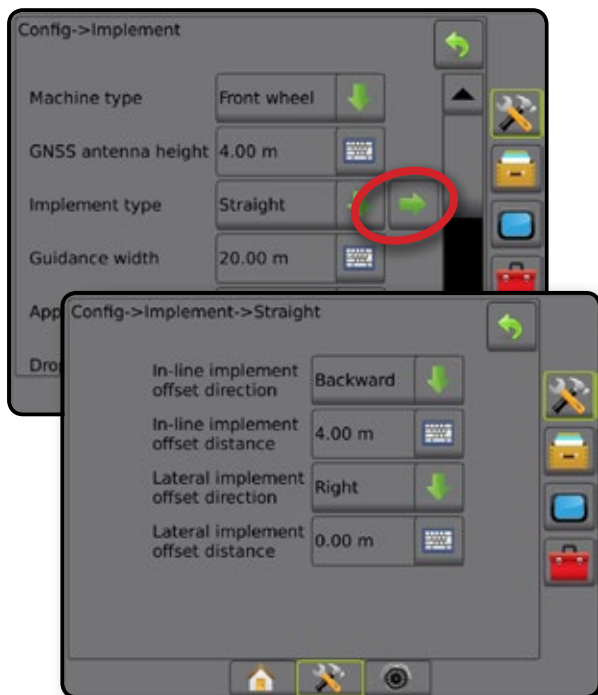 Config->Implement
Machine type Front wheel
GNSS antenna height 4.00 m
Implement type Straight
Guidance width 20.00 m
App
Dro
Config->Implement->Straight
In-line implement
offset direction
Backward
In-line implement
offset distance
4.00 m
Lateral implement
offset direction
Right
Lateral implement
offset distance
0.00 m